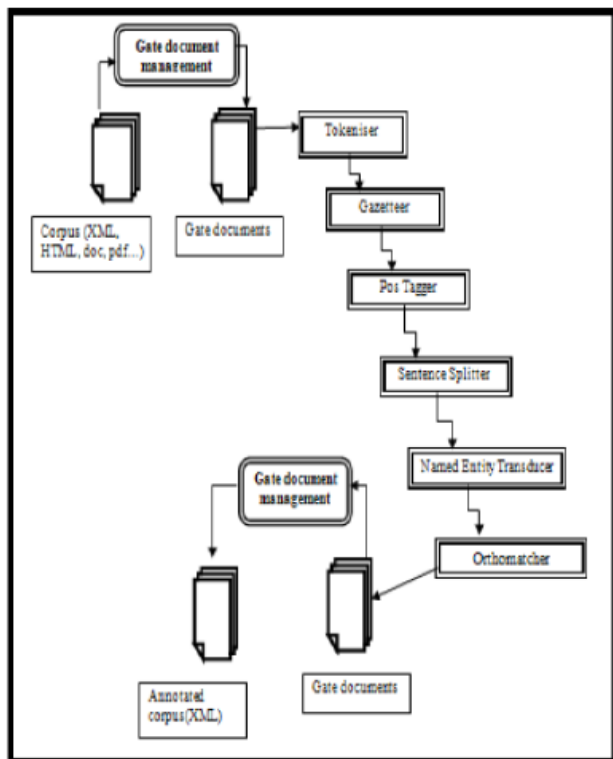 Gate document
management
Tokeniser
Corpus (XML,
HTML, doc, pdf...)
Gate documents
Gazerteer
Pos Tagger
Sentence Splitter
Named Entity Transducer
Gate document
management
Orthomatcher
Annotated
corpus(XML)
Gate documents